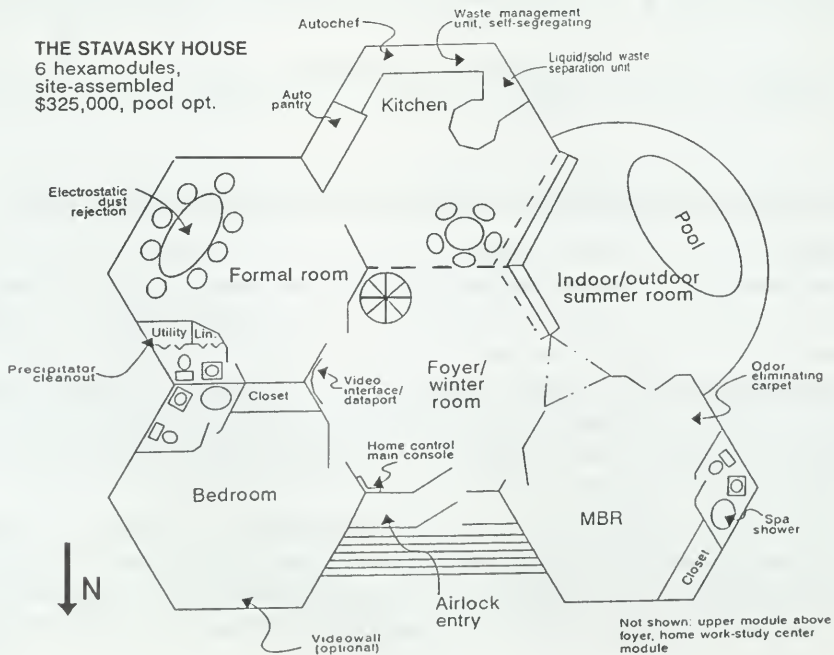 THE STAVASKY HOUSE
6 hexamodules,
site-assembled
$325,000, pool opt.
Autochef
Waste management
unit, self-segregating
Liquid/solid waste
separation unit
Auto
pantry
Kitchen
Electrostatic
dust
rejection
Formal room
Pool
Indoor/outdoor
summer room
Utility
Lin.
Precipitator
cleanout
Closet
Video
interface/
dataport
Foyer/
winter
room
Odor
eliminating
carpet
Home control
main console
Bedroom
MBR
Spa
shower
Closet
N
Airlock
entry
Videowall
(optional)
Not shown: upper module above
foyer, home work-study center
module